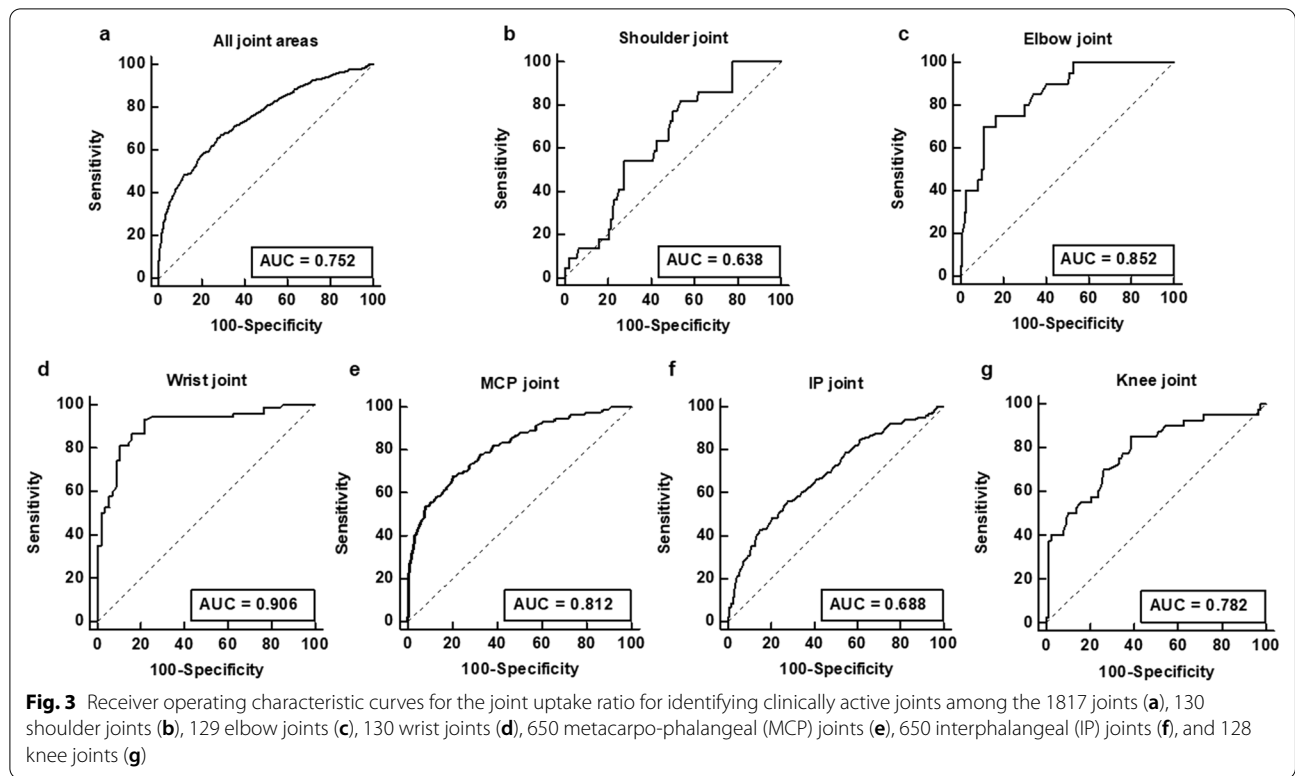 a
All joint areas
Sensitivity
100
80
60
40
20
0
AUC = 0.752
0 20 40 60 80 100
100-Specificity
b
Shoulder joint
Sensitivity
100
80
60
40
20
0
AUC = 0.638
0 20 40 60 80 100
100-Specificity
c
Elbow joint
Sensitivity
100
80
60
40
20
0
AUC = 0.852
0 20 40 60 80 100
100-Specificity
d
Wrist joint
Sensitivity
100
80
60
40
20
0
AUC = 0.906
0 20 40 60 80 100
100-Specificity
e
MCP joint
Sensitivity
100
80
60
40
20
0
AUC = 0.812
0 20 40 60 80 100
100-Specificity
f
IP joint
Sensitivity
100
80
60
40
20
0
AUC = 0.688
0 20 40 60 80 100
100-Specificity
g
Knee joint
Sensitivity
100
80
60
40
20
0
AUC = 0.782
0 20 40 60 80 100
100-Specificity
Fig. 3 Receiver operating characteristic curves for the joint uptake ratio for identifying clinically active joints among the 1817 joints (a), 130
shoulder joints (b), 129 elbow joints (c), 130 wrist joints (d), 650 metacarpo-phalangeal (MCP) joints (e), 650 interphalangeal (IP) joints (f), and 128
knee joints (g)